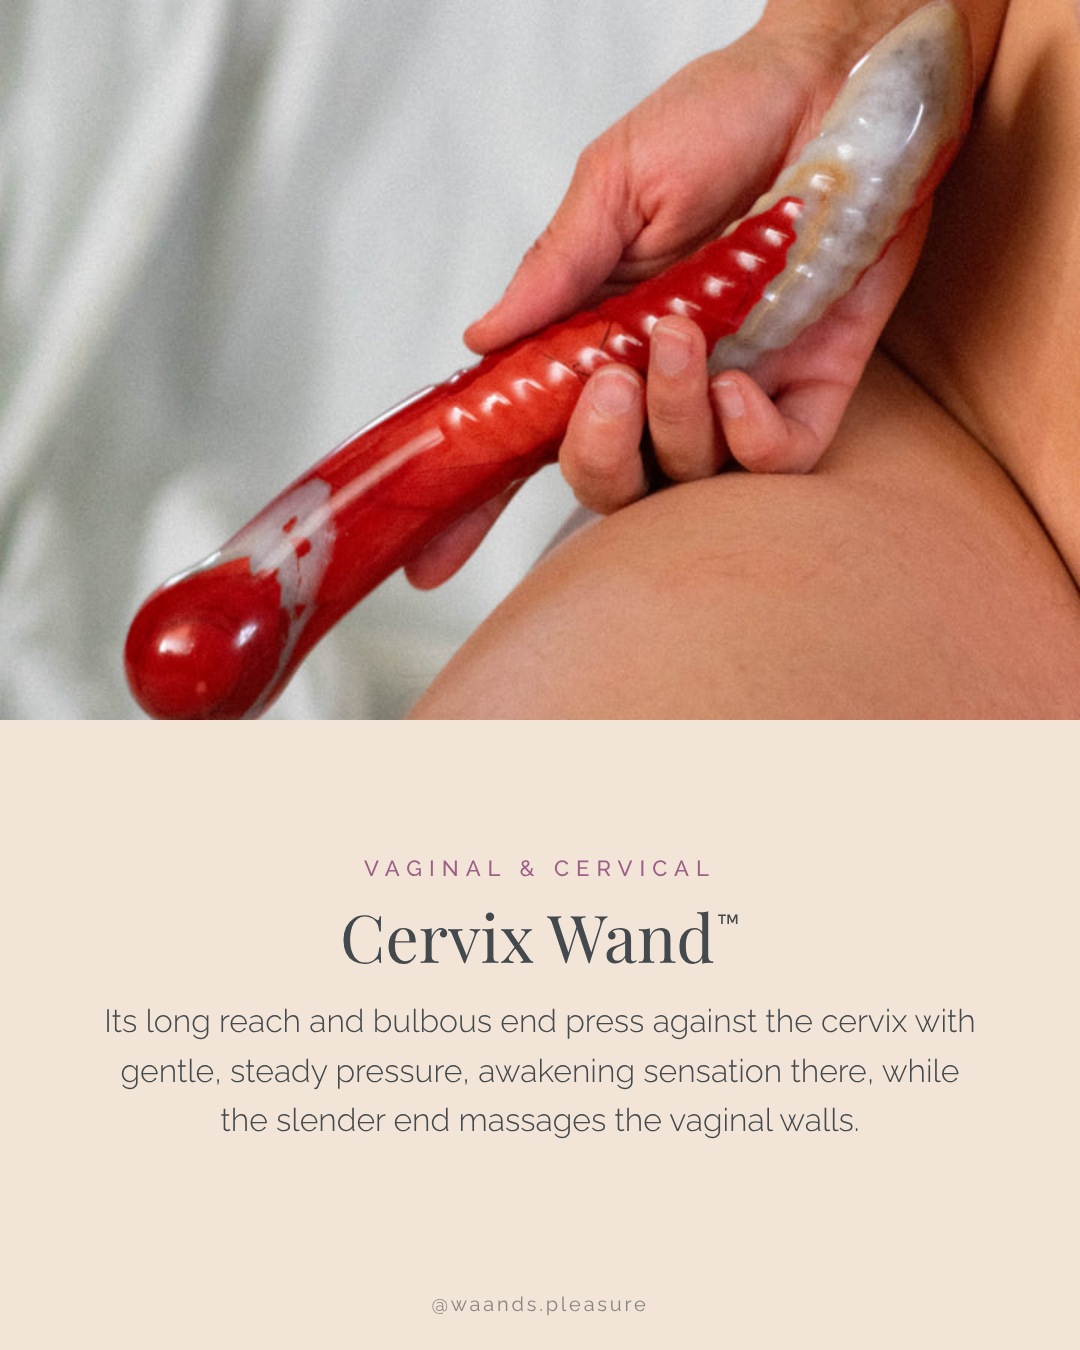 VAGINAL & CERVICAL
Cervix Wand™
Its long reach and bulbous end press against the cervix with
gentle, steady pressure, awakening sensation there, while
the slender end massages the vaginal walls.
@waands.pleasure